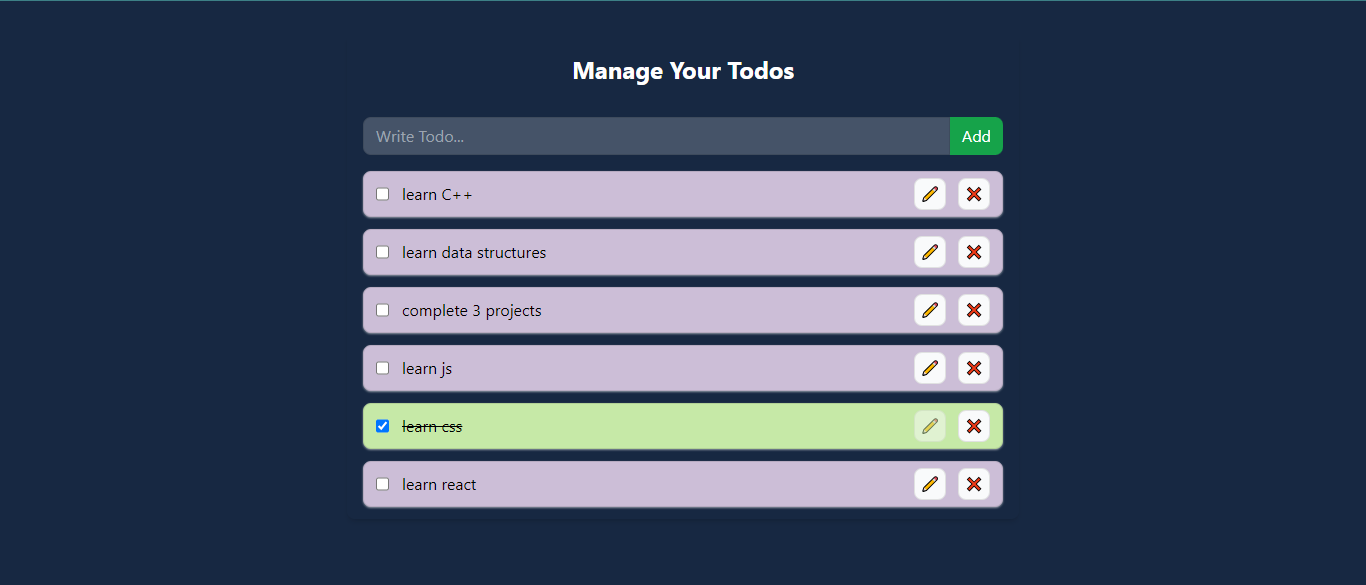 Manage Your Todos
Write Todo...
Add
learn C++
learn data structures
complete 3 projects
learn js
learn css
learn react